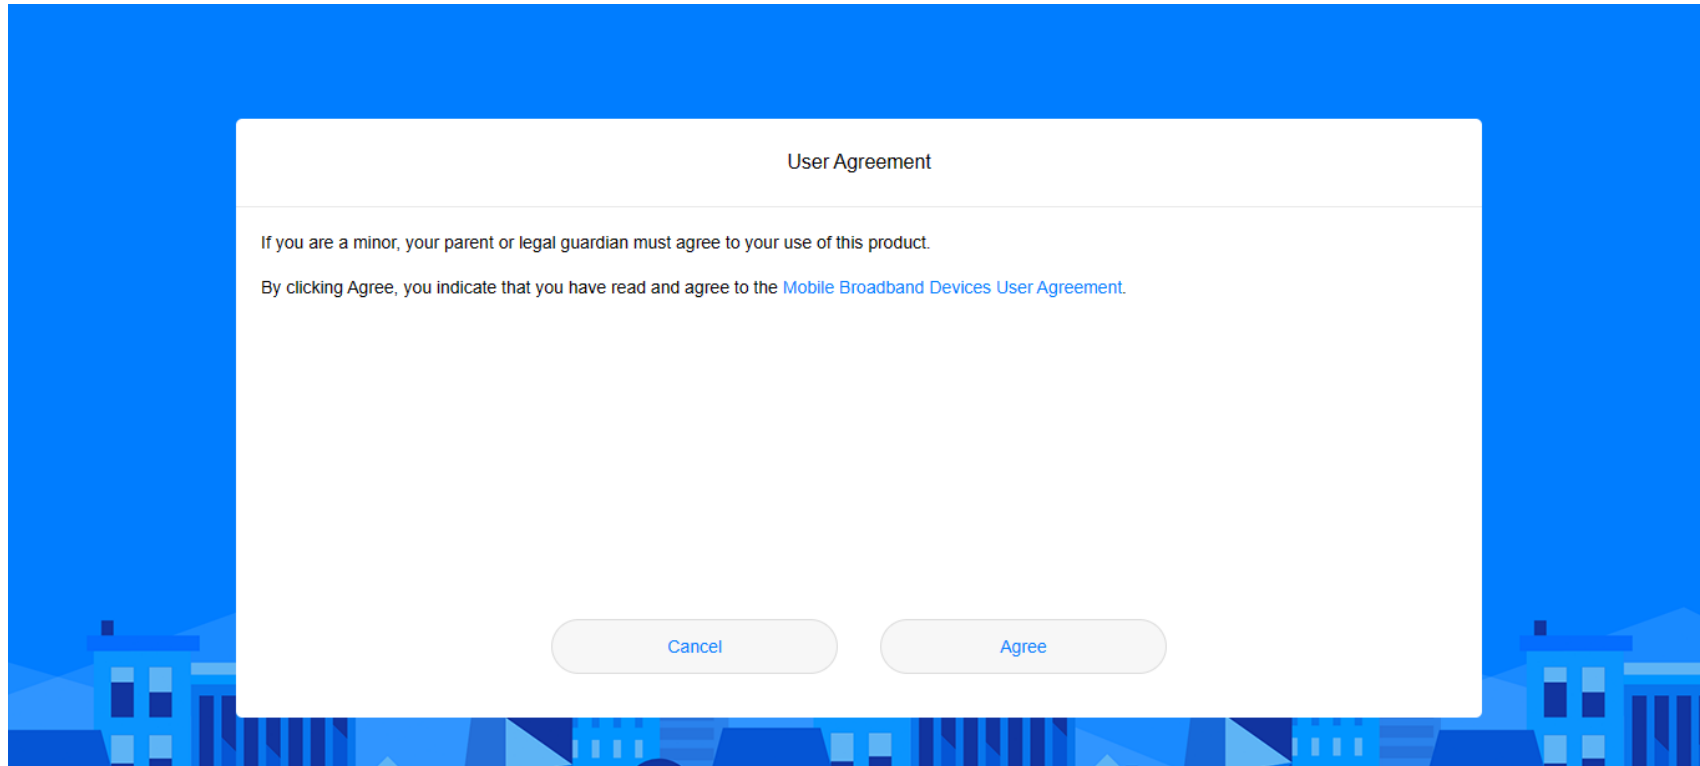 User Agreement
If you are a minor, your parent or legal guardian must agree to your use of this product.
By clicking Agree, you indicate that you have read and agree to the Mobile Broadband Devices User Agreement.
Cancel
Agree